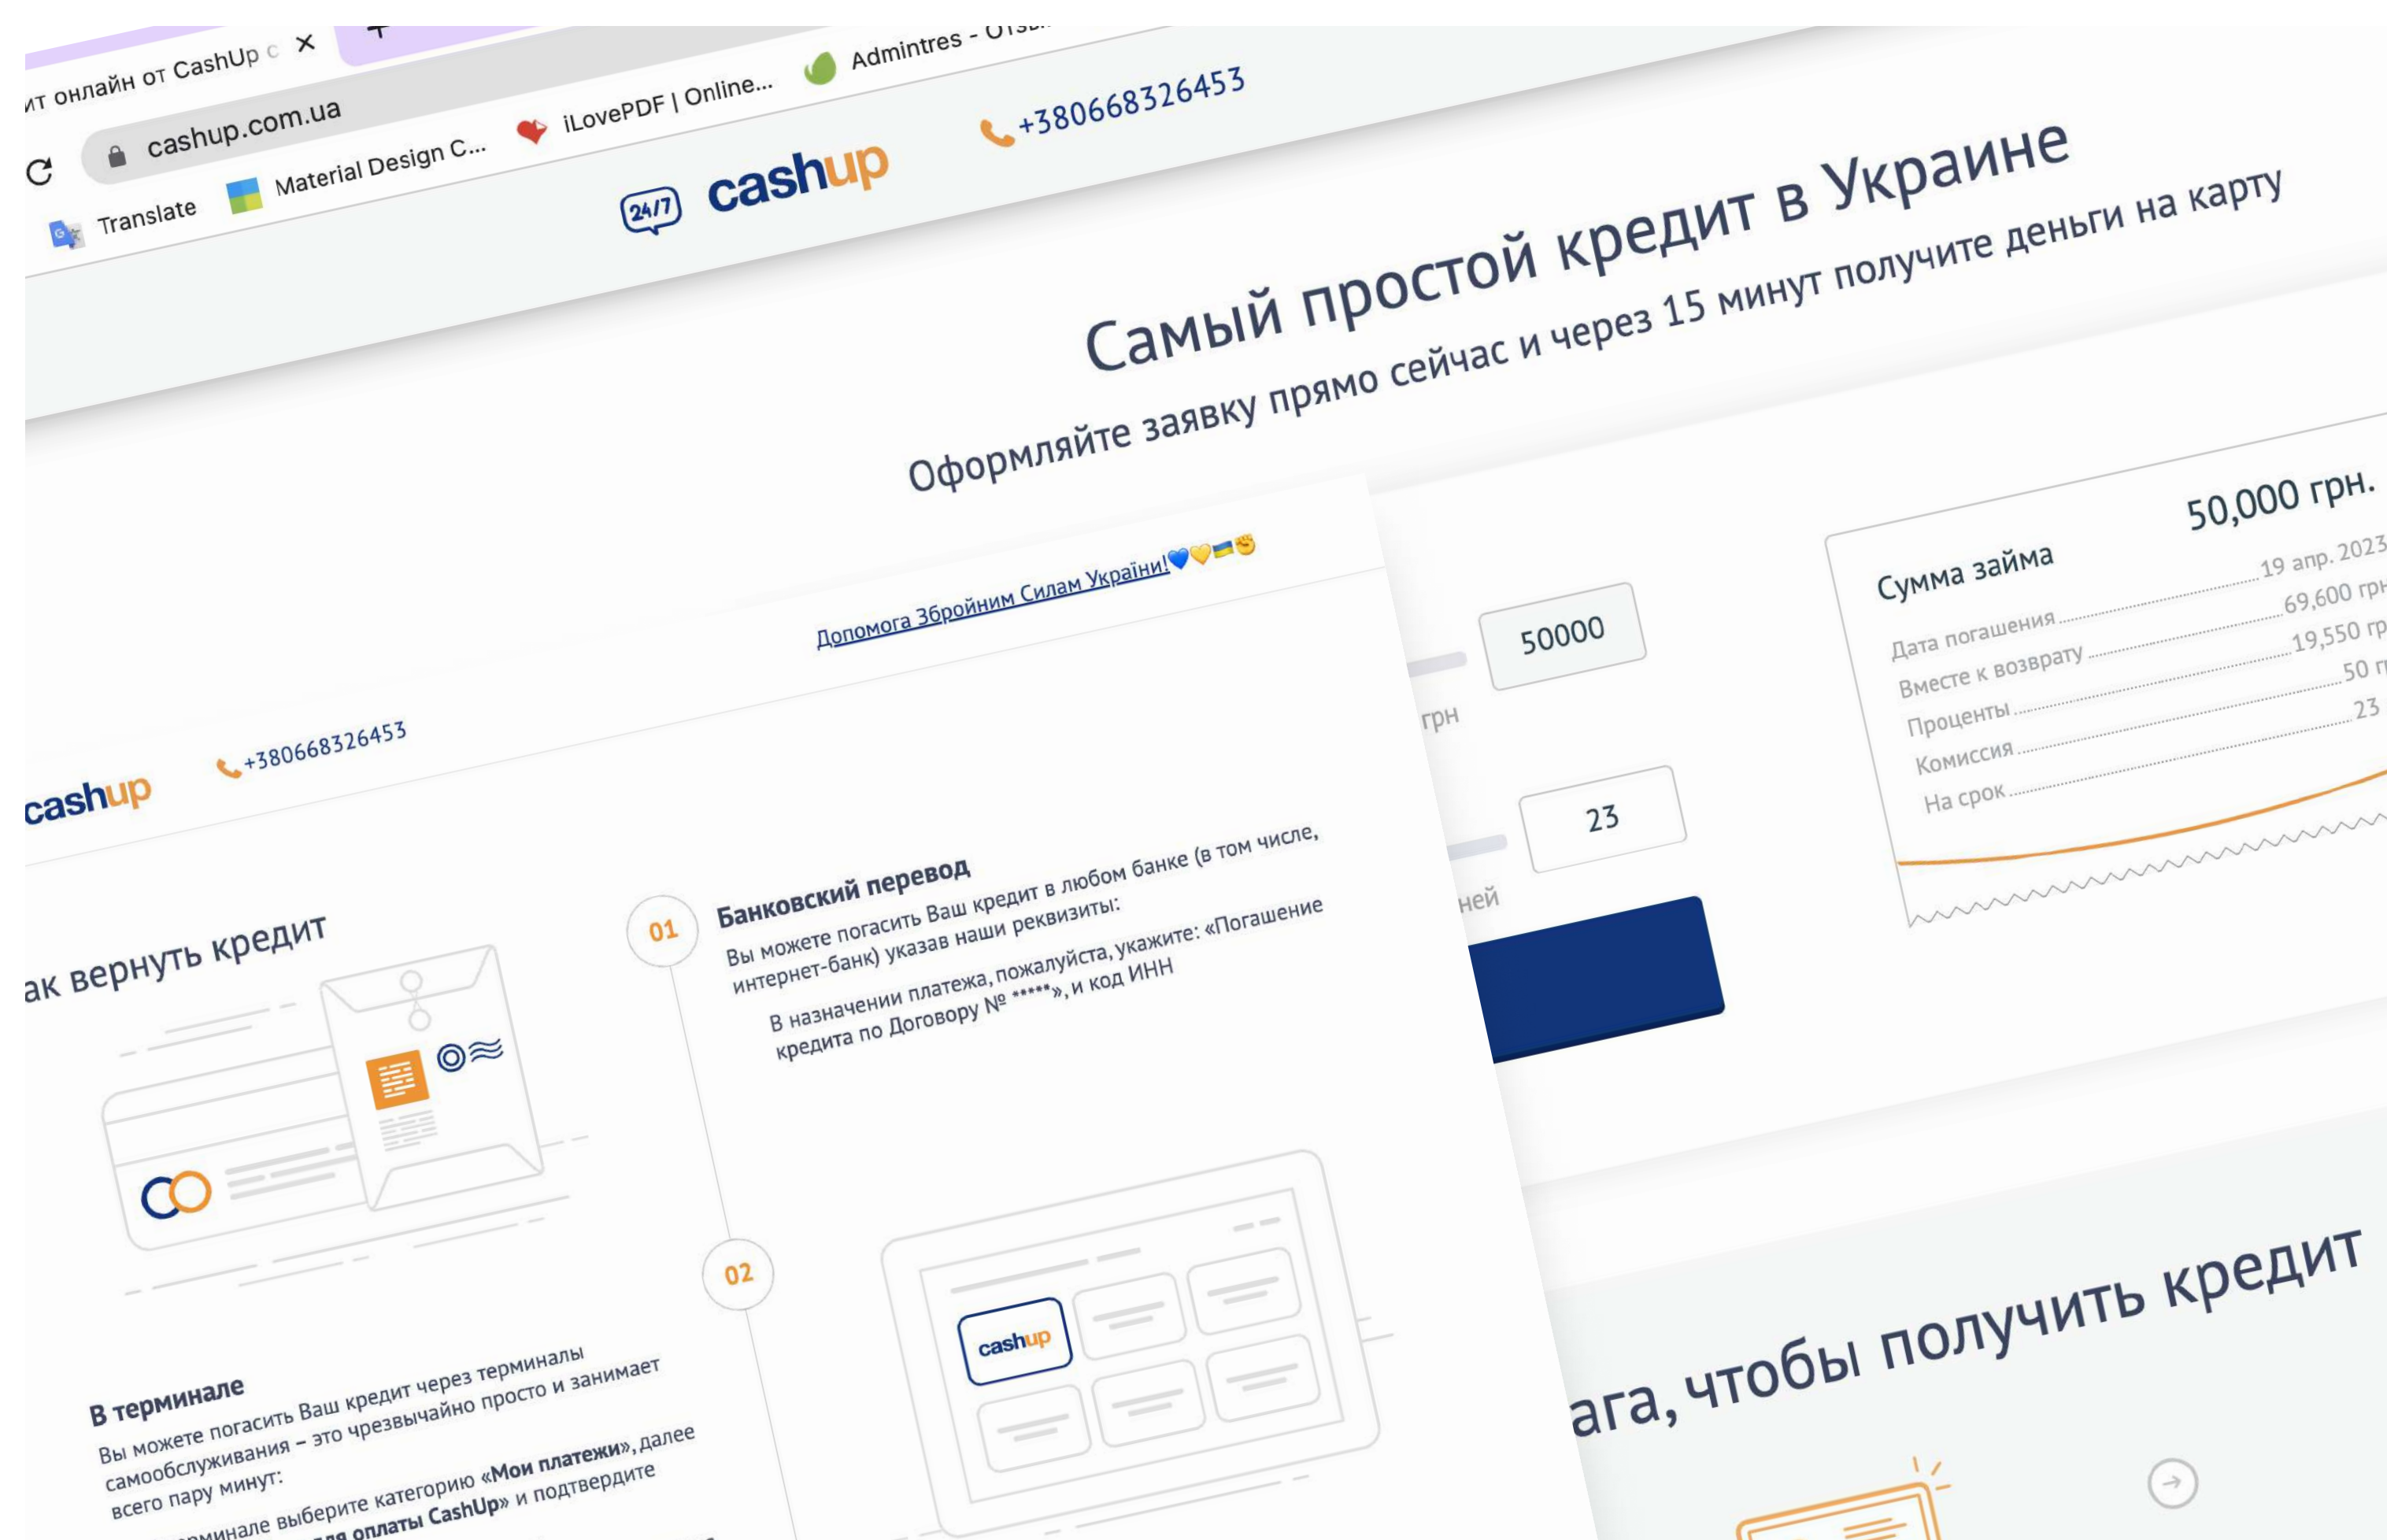 ит онлайн от CashUp с
cashup.com.ua
Translate
Material Design C...
iLovePDF | Online...
Admintres -
24/7
cashup
+380668326453
Самый простой кредит в Украине
Оформляйте заявку прямо сейчас и через 15 минут получите деньги на карту
50000
грн
23
ней
Сумма займа 50,000 грн.
Дата погашения 19 апр. 2023
Вместе к возврату 69,600 грн
Проценты 19,550 гр
Комиссия 50 г
На срок 23
Допомога Збройним Силам України!💙💛🇺🇦✊
cashup
+380668326453
ак вернуть кредит
01
Банковский перевод
Вы можете погасить Ваш кредит в любом банке (в том числе,
интернет-банк) указав наши реквизиты:
В назначении платежа, пожалуйста, укажите: «Погашение
кредита по Договору № *****», и код ИНН
02
cashup
В терминале
Вы можете погасить Ваш кредит через терминалы
самообслуживания – это чрезвычайно просто и занимает
всего пару минут:
рминале выберите категорию «Мои платежи», далее
ля оплаты CashUp» и подтвердите
ага, чтобы получить кредит